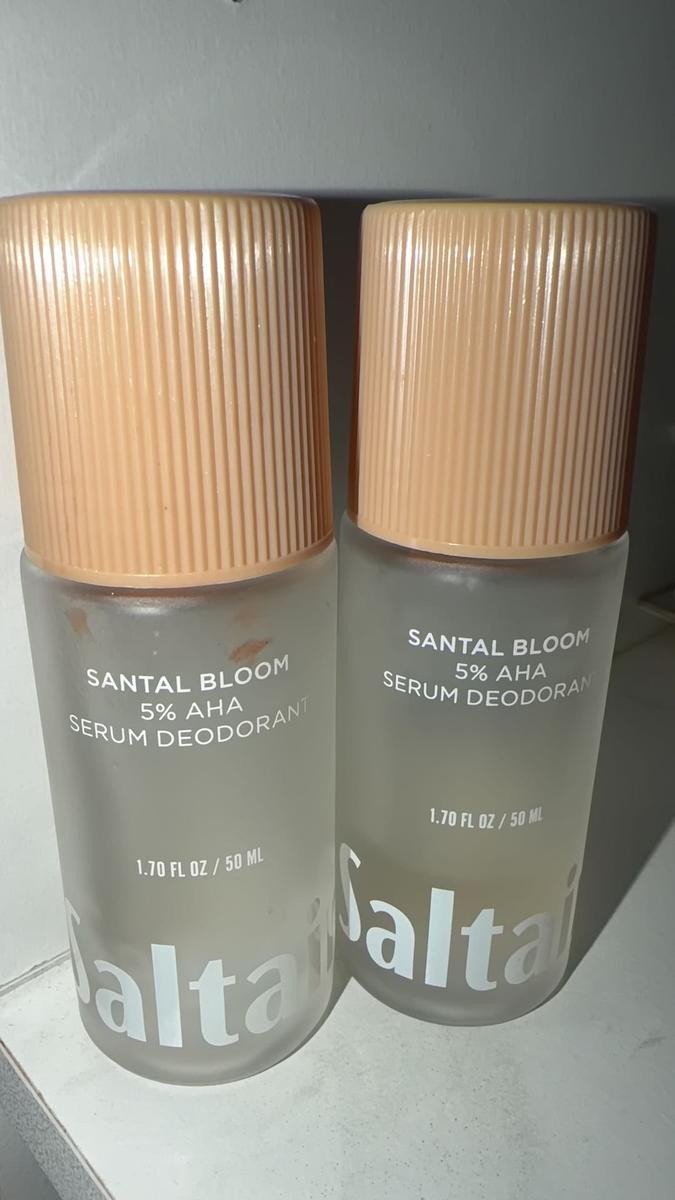 SANTAL BLOOM
5% AHA
SERUM DEODORANT
1.70 FL OZ / 50 ML
Saltai
SANTAL BLOOM
5% AHA
SERUM DEODORAN
1.70 FL OZ / 50 ML
Saltai